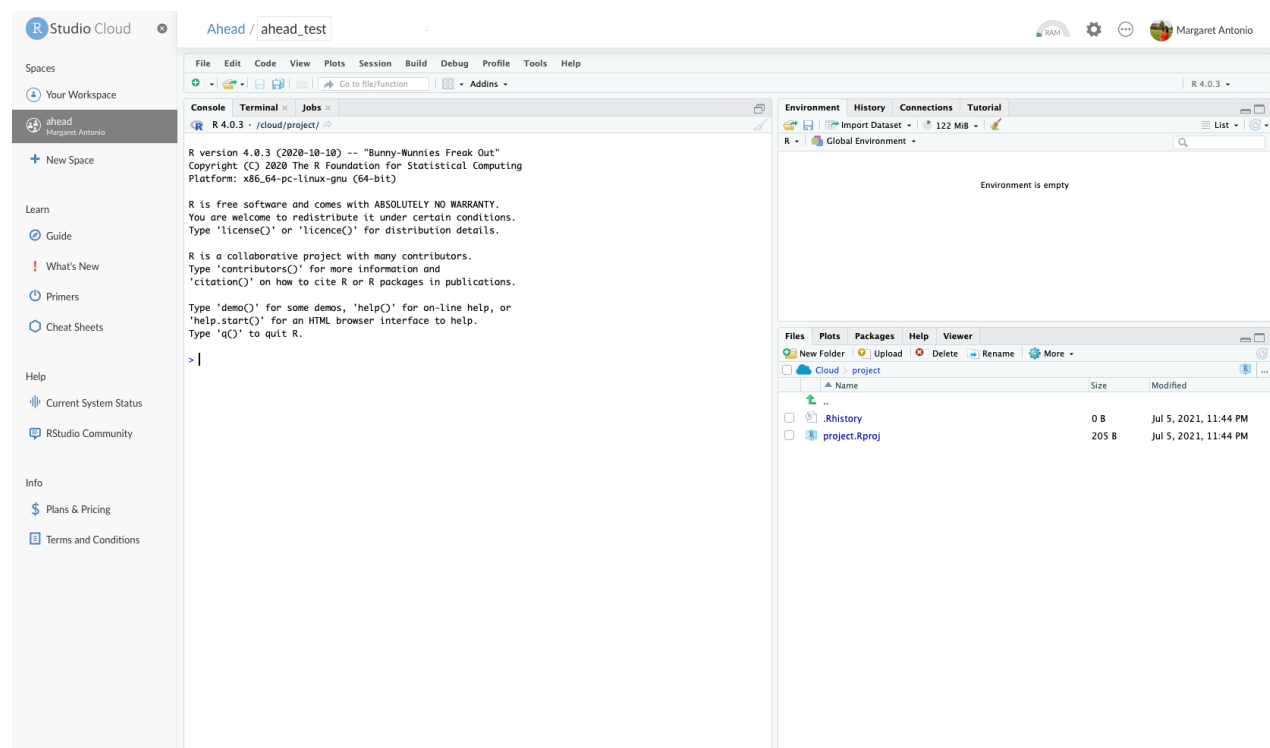 R Studio Cloud
Ahead / ahead_test
RAM
Margaret Antonio
Spaces
Your Workspace
ahead
Margaret Antonio
New Space
Learn
Guide
What's New
Primers
Cheat Sheets
Help
Current System Status
RStudio Community
Info
Plans & Pricing
Terms and Conditions
File Edit Code View Plots Session Build Debug Profile Tools Help
Go to file/function Addins
R 4.0.3
Console Terminal Jobs
R 4.0.3 · /cloud/project/
R version 4.0.3 (2020-10-10) -- "Bunny-Wunnies Freak Out"
Copyright (C) 2020 The R Foundation for Statistical Computing
Platform: x86_64-pc-linux-gnu (64-bit)
R is free software and comes with ABSOLUTELY NO WARRANTY.
You are welcome to redistribute it under certain conditions.
Type 'license()' or 'licence()' for distribution details.
R is a collaborative project with many contributors.
Type 'contributors()' for more information and
'citation()' on how to cite R or R packages in publications.
Type 'demo()' for some demos, 'help()' for on-line help, or
'help.start()' for an HTML browser interface to help.
Type 'q()' to quit R.
>
Environment History Connections Tutorial
Import Dataset 122 MiB List
R Global Environment
Environment is empty
Files Plots Packages Help Viewer
New Folder Upload Delete Rename More
Cloud project R ...
Name Size Modified
..
.Rhistory 0 B Jul 5, 2021, 11:44 PM
project.Rproj 205 B Jul 5, 2021, 11:44 PM